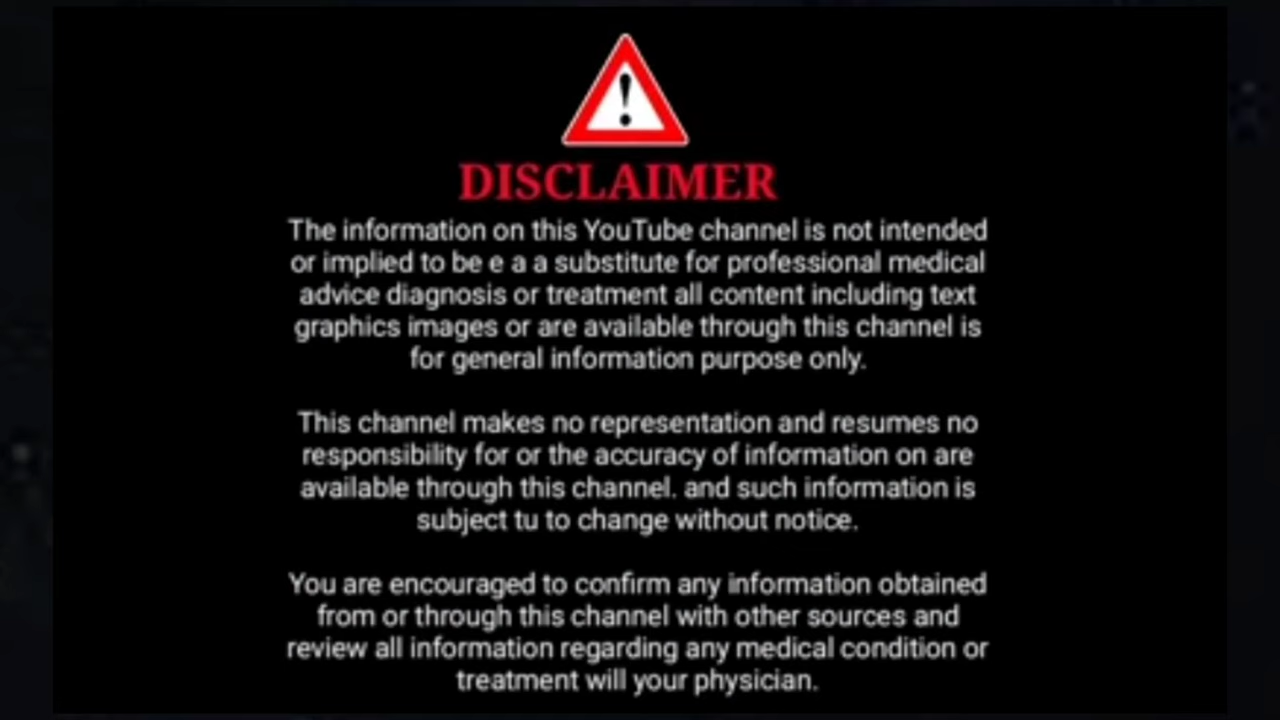 !
DISCLAIMER
The information on this YouTube channel is not intended
or implied to be e a a substitute for professional medical
advice diagnosis or treatment all content including text
graphics images or are available through this channel is
for general information purpose only.
This channel makes no representation and resumes no
responsibility for or the accuracy of information on are
available through this channel. and such information is
subject tu to change without notice.
You are encouraged to confirm any information obtained
from or through this channel with other sources and
review all information regarding any medical condition or
treatment will your physician.